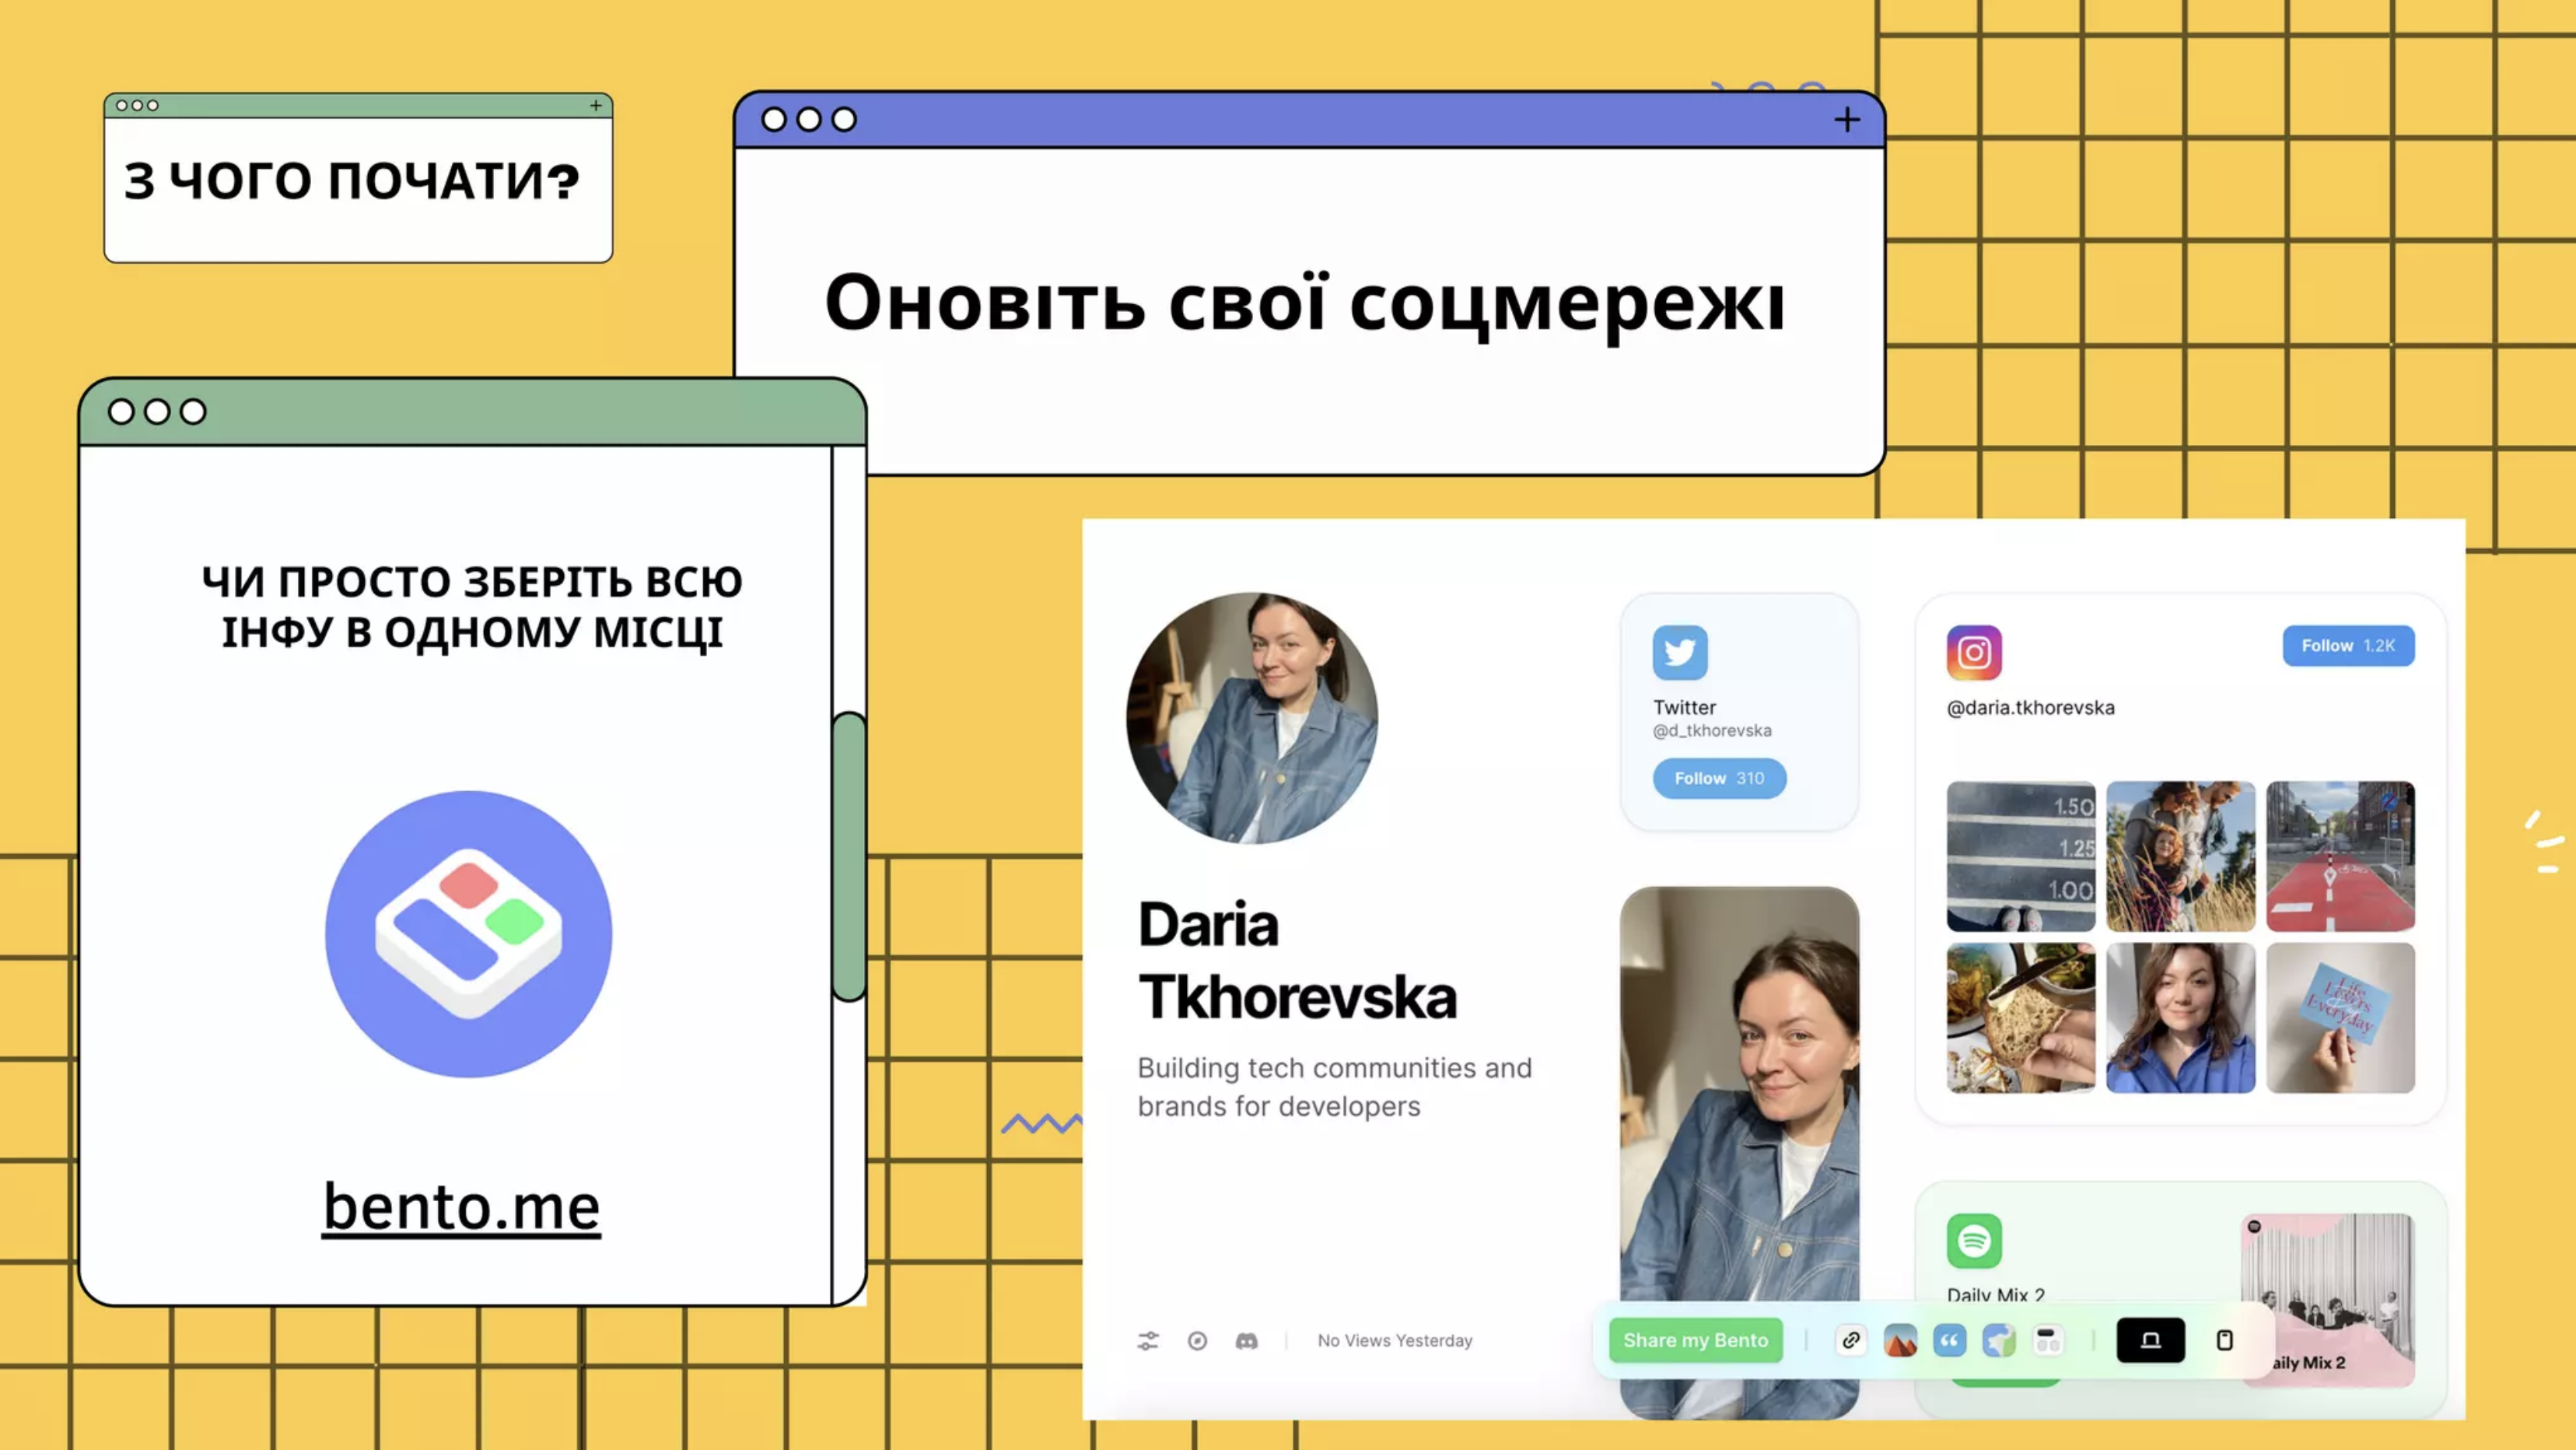 З ЧОГО ПОЧАТИ?
Оновіть свої соцмережі
ЧИ ПРОСТО ЗБЕРІТЬ ВСЮ
ІНФУ В ОДНОМУ МІСЦІ
bento.me
Daria
Tkhorevska
Building tech communities and
brands for developers
No Views Yesterday
Twitter
@d_tkhorevska
Follow 310
@daria.tkhorevska
Follow 1.2K
1.50
1.25
1.00
Life
Lovers
Everyday
Daily Mix 2
aily Mix 2
Share my Bento